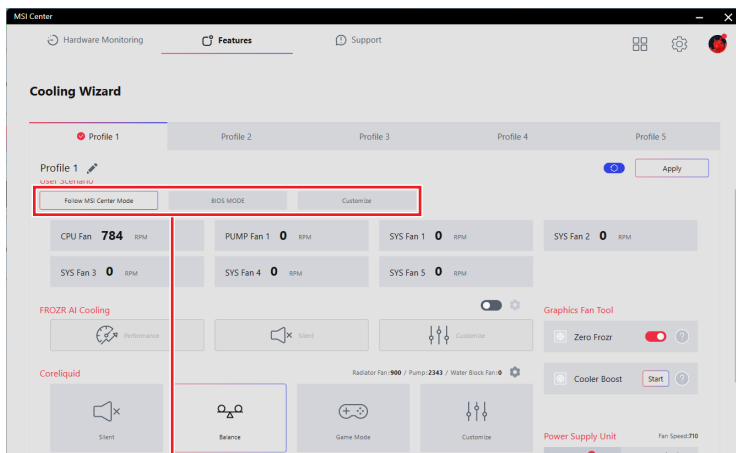 MSI Center
Hardware Monitoring Features Support
Cooling Wizard
Profile 1 Profile 2 Profile 3 Profile 4 Profile 5
Profile 1 Apply
User Scenario
Follow MSI Center Mode BIOS MODE Customize
CPU Fan 784 RPM PUMP Fan 1 0 RPM SYS Fan 1 0 RPM SYS Fan 2 0 RPM
SYS Fan 3 0 RPM SYS Fan 4 0 RPM SYS Fan 5 0 RPM
FROZR AI Cooling Graphics Fan Tool
Performance Silent Customize Zero Frozr ?
Coreliquid Radiator Fan:900 / Pump:2343 / Water Block Fan:0 Cooler Boost Start ?
Silent Balance Game Mode Customize Power Supply Unit Fan Speed:710